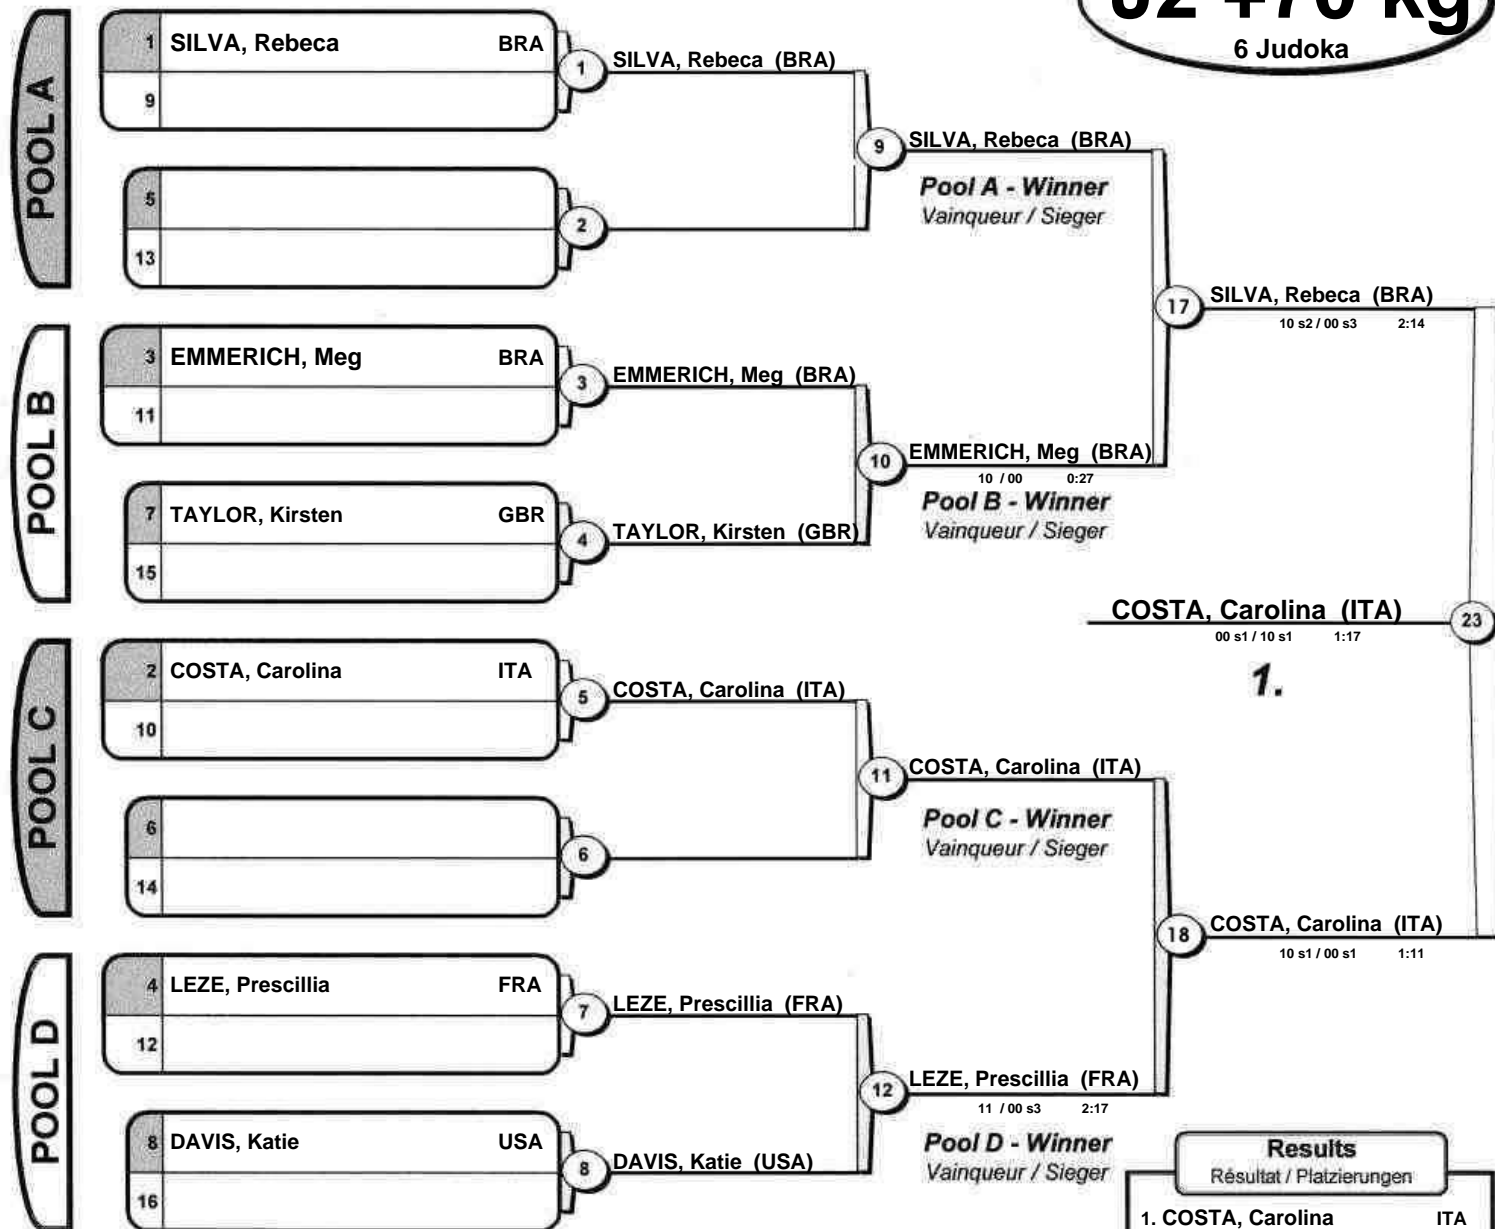 J2 +70 kg
6 Judoka
POOL A
1 SILVA, Rebeca BRA
9
1 SILVA, Rebeca (BRA)
5
13
2
9 SILVA, Rebeca (BRA)
Pool A - Winner
Vainqueur / Sieger
17 SILVA, Rebeca (BRA)
10 s2 / 00 s3 2:14
POOL B
3 EMMERICH, Meg BRA
11
3 EMMERICH, Meg (BRA)
7 TAYLOR, Kirsten GBR
15
4 TAYLOR, Kirsten (GBR)
10 EMMERICH, Meg (BRA)
10 / 00 0:27
Pool B - Winner
Vainqueur / Sieger
COSTA, Carolina (ITA) 23
00 s1 / 10 s1 1:17
1.
POOL C
2 COSTA, Carolina ITA
10
5 COSTA, Carolina (ITA)
6
14
6
11 COSTA, Carolina (ITA)
Pool C - Winner
Vainqueur / Sieger
18 COSTA, Carolina (ITA)
10 s1 / 00 s1 1:11
POOL D
4 LEZE, Prescillia FRA
12
7 LEZE, Prescillia (FRA)
8 DAVIS, Katie USA
16
8 DAVIS, Katie (USA)
12 LEZE, Prescillia (FRA)
11 / 00 s3 2:17
Pool D - Winner
Vainqueur / Sieger
Results
Résultat / Platzierungen
1. COSTA, Carolina ITA